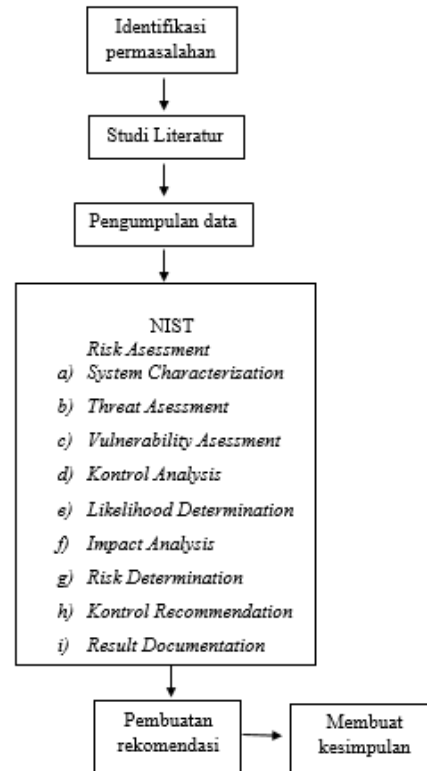 Identifikasi
permasalahan
Studi Literatur
Pengumpulan data
NIST
Risk Asessment
a) System Characterization
b) Threat Asessment
c) Vulnerability Asessment
d) Kontrol Analysis
e) Likelihood Determination
f) Impact Analysis
g) Risk Determination
h) Kontrol Recommendation
i) Result Documentation
Pembuatan
rekomendasi
Membuat
kesimpulan